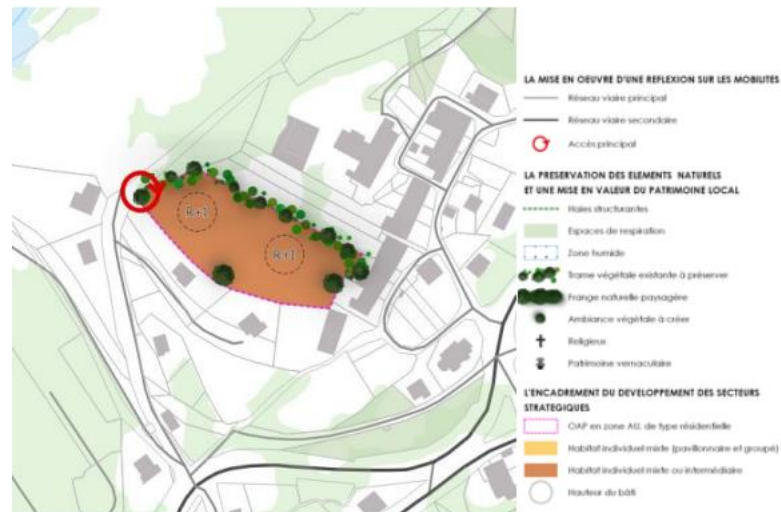 LA MISE EN OEUVRE D'UNE REFLEXION SUR LES MOBILITES
Réseau viaire principal
Réseau viaire secondaire
Accès principal
LA PRESERVATION DES ELEMENTS NATURELS
ET UNE MISE EN VALEUR DU PATRIMOINE LOCAL
Haies structurantes
Espaces de respiration
Zone humide
Trame végétale existante à préserver
Frange naturelle paysagère
Ambiance végétale à créer
Religieux
Patrimoine vernaculaire
L'ENCADREMENT DU DEVELOPPEMENT DES SECTEURS
STRATEGIQUES
OAP en zone AU, de type résidentielle
Habitat individuel mixte (pavillonnaire et groupé)
Habitat individuel mixte ou intermédiaire
Hauteur du bâti
R+1
R+1